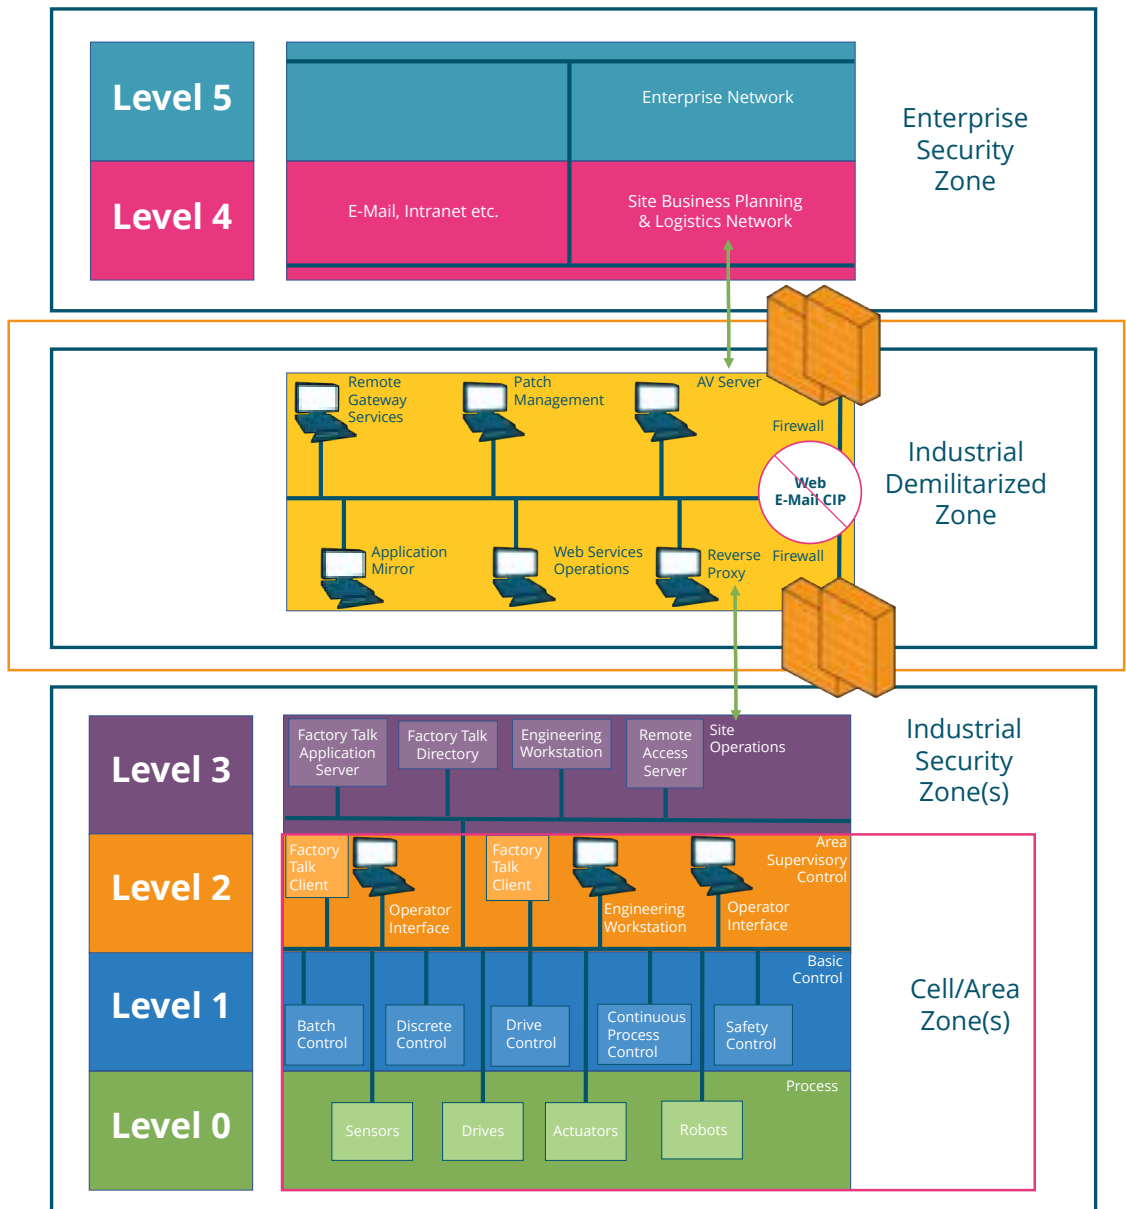 Level 5
Enterprise Network
Enterprise
Security
Zone
Level 4
E-Mail, Intranet etc.
Site Business Planning
& Logistics Network
Remote
Gateway
Services
Patch
Management
AV Server
Firewall
Web
E-Mail CIP
Industrial
Demilitarized
Zone
Application
Mirror
Web Services
Operations
Reverse
Proxy
Firewall
Level 3
Factory Talk
Application
Server
Factory Talk
Directory
Engineering
Workstation
Remote
Access
Server
Site
Operations
Industrial
Security
Zone(s)
Level 2
Factory
Talk
Client
Operator
Interface
Factory
Talk
Client
Engineering
Workstation
Operator
Interface
Area
Supervisory
Control
Level 1
Basic
Control
Batch
Control
Discrete
Control
Drive
Control
Continuous
Process
Control
Safety
Control
Cell/Area
Zone(s)
Level 0
Process
Sensors
Drives
Actuators
Robots